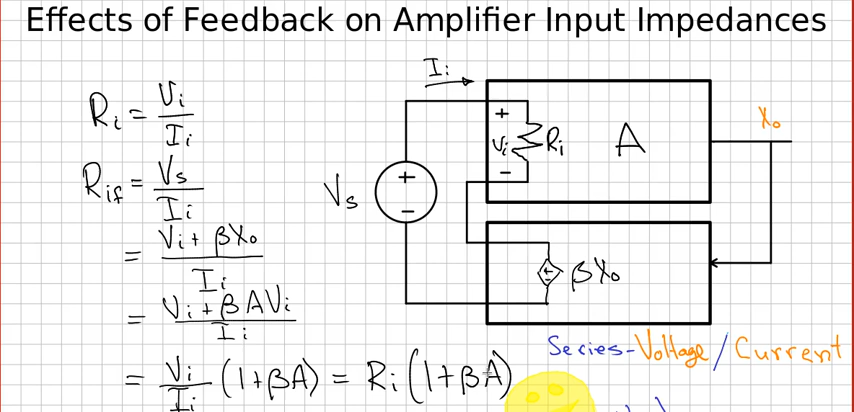 Effects of Feedback on Amplifier Input Impedances
Ri = Vi / Ii
Rif = Vs / Ii
= Vi + βXo / Ii
= Vi + βAVi / Ii
= Vi / Ii (1+βA) = Ri (1+βA)
Ii
+
Vi
-
Ri
A
Xo
Vs
+
-
+
-
βXo
Series-Voltage/Current